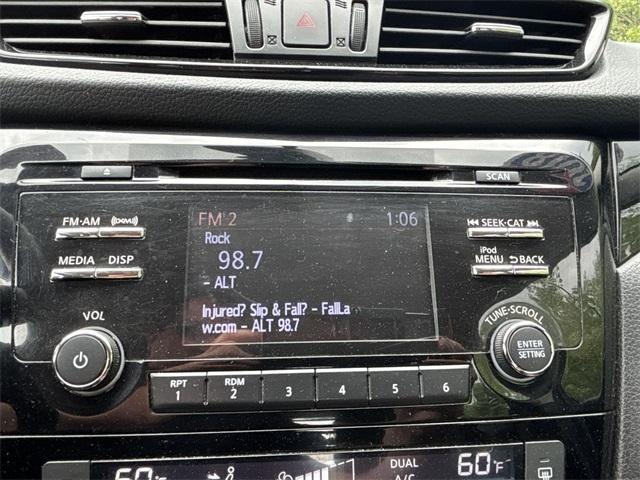 SCAN
FM·AM ((XM))
MEDIA DISP
VOL
FM 2 1:06
Rock
98.7
- ALT
Injured? Slip & Fall? - FallLa
w.com - ALT 98.7
SEEK·CAT
iPod
MENU BACK
TUNE·SCROLL
ENTER
SETTING
RPT
1
RDM
2
3
4
5
6
60
DUAL
A/C
60°F